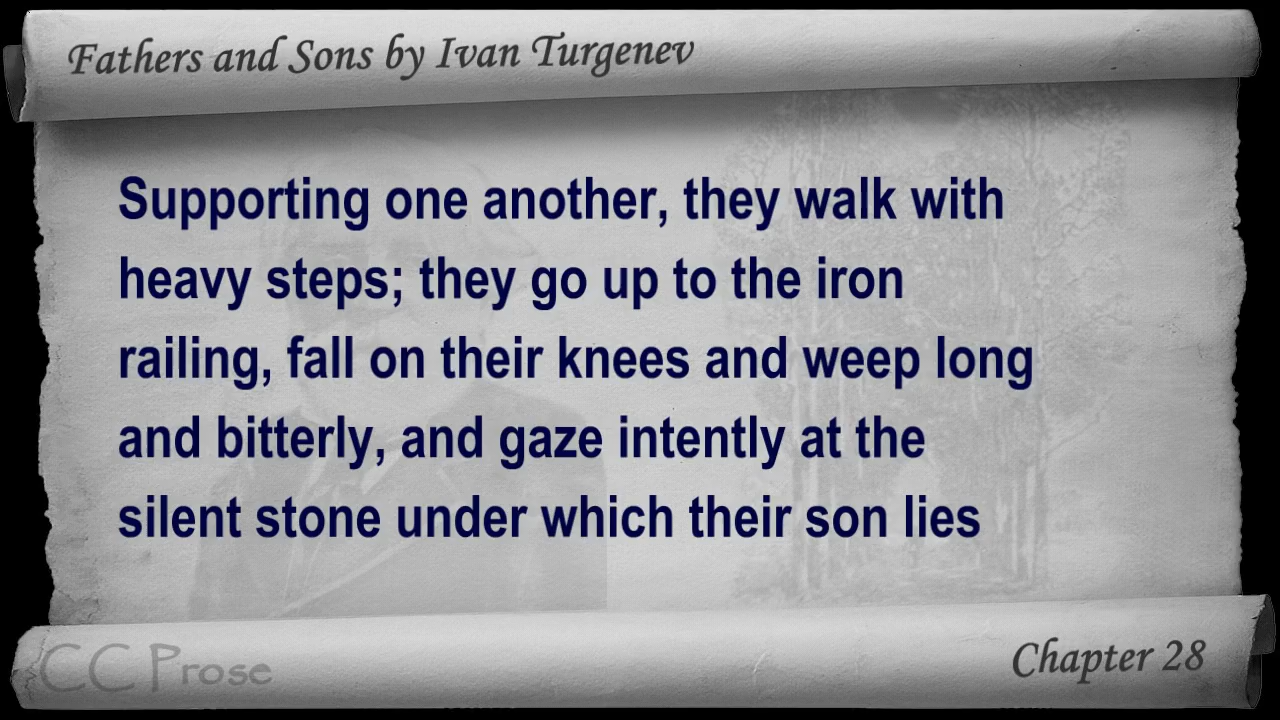 Fathers and Sons by Ivan Turgenev
Supporting one another, they walk with
heavy steps; they go up to the iron
railing, fall on their knees and weep long
and bitterly, and gaze intently at the
silent stone under which their son lies
CC Prose
Chapter 28